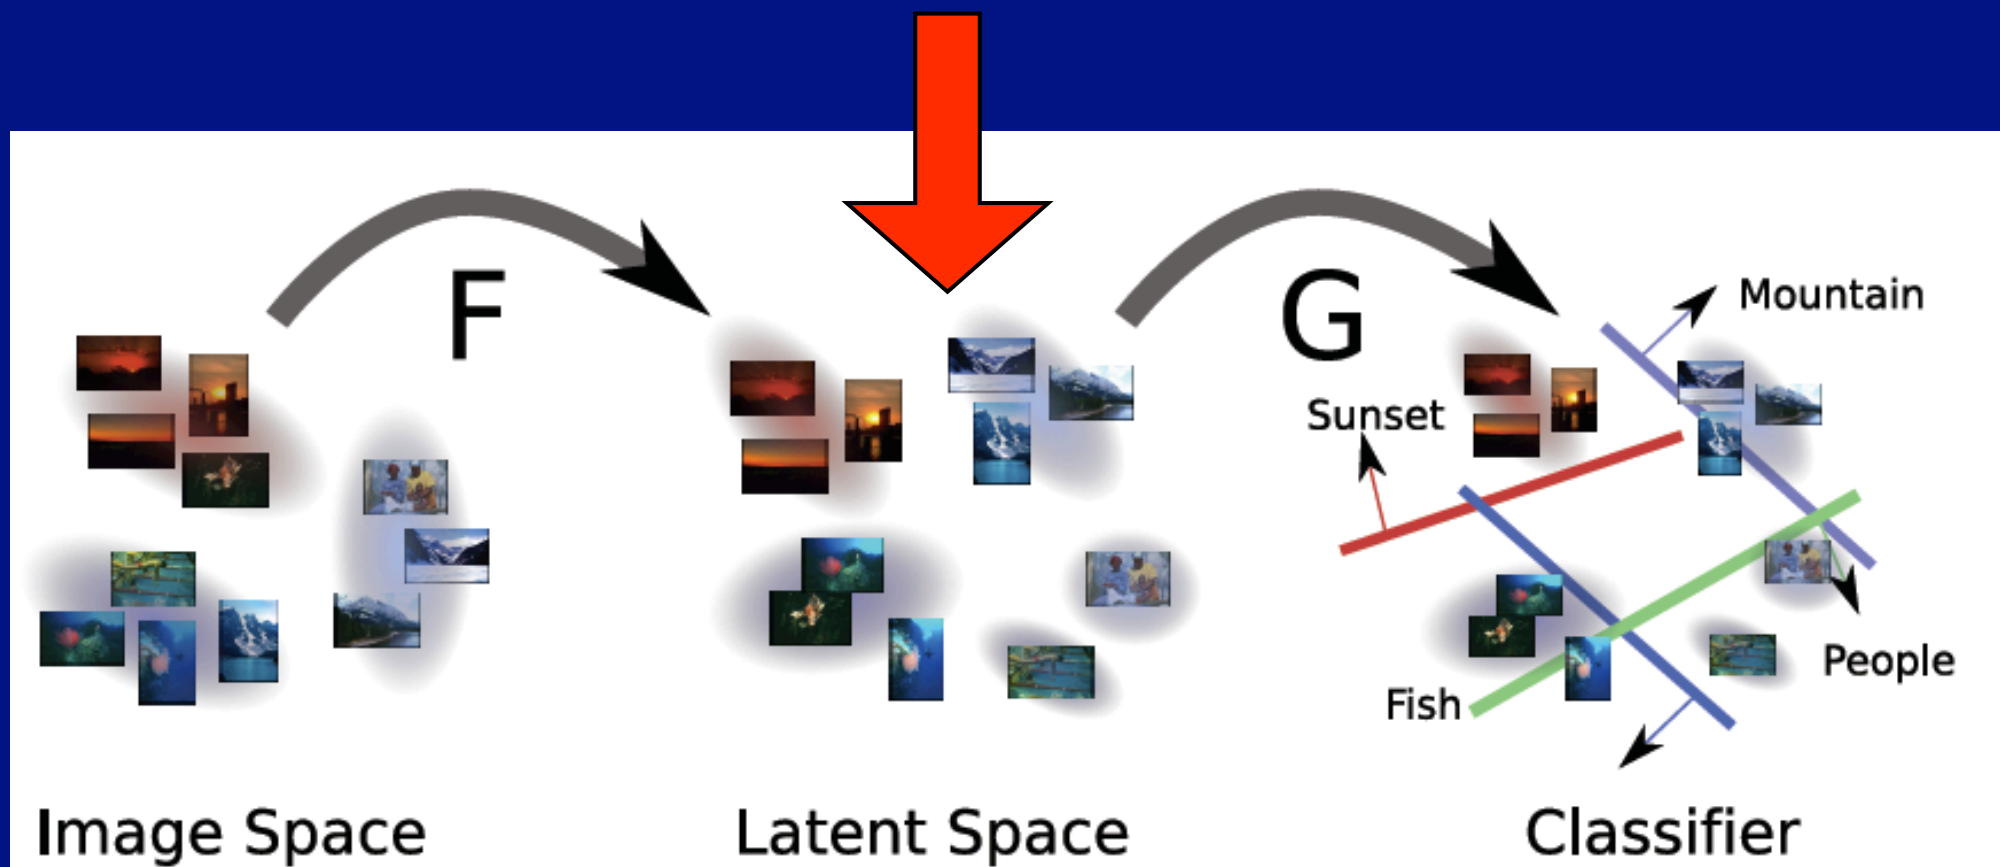 F
G
Mountain
Sunset
People
Fish
Image Space
Latent Space
Classifier